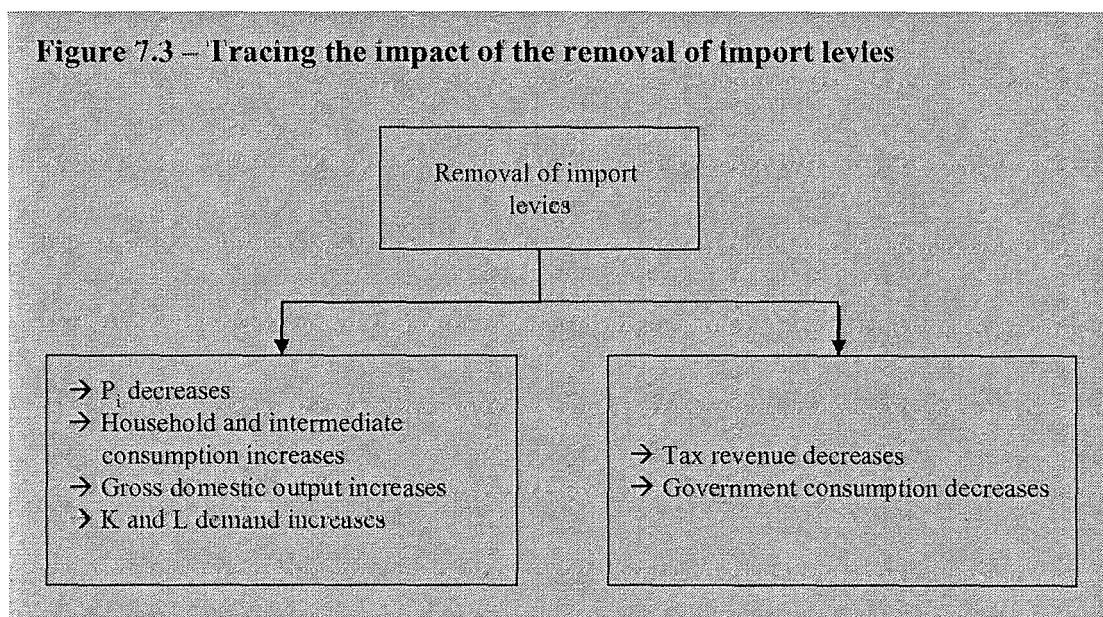 Figure 7.3 – Tracing the impact of the removal of import levies
Removal of import
levies
→ Pi decreases
→ Household and intermediate
consumption increases
→ Gross domestic output increases
→ K and L demand increases
→ Tax revenue decreases
→ Government consumption decreases